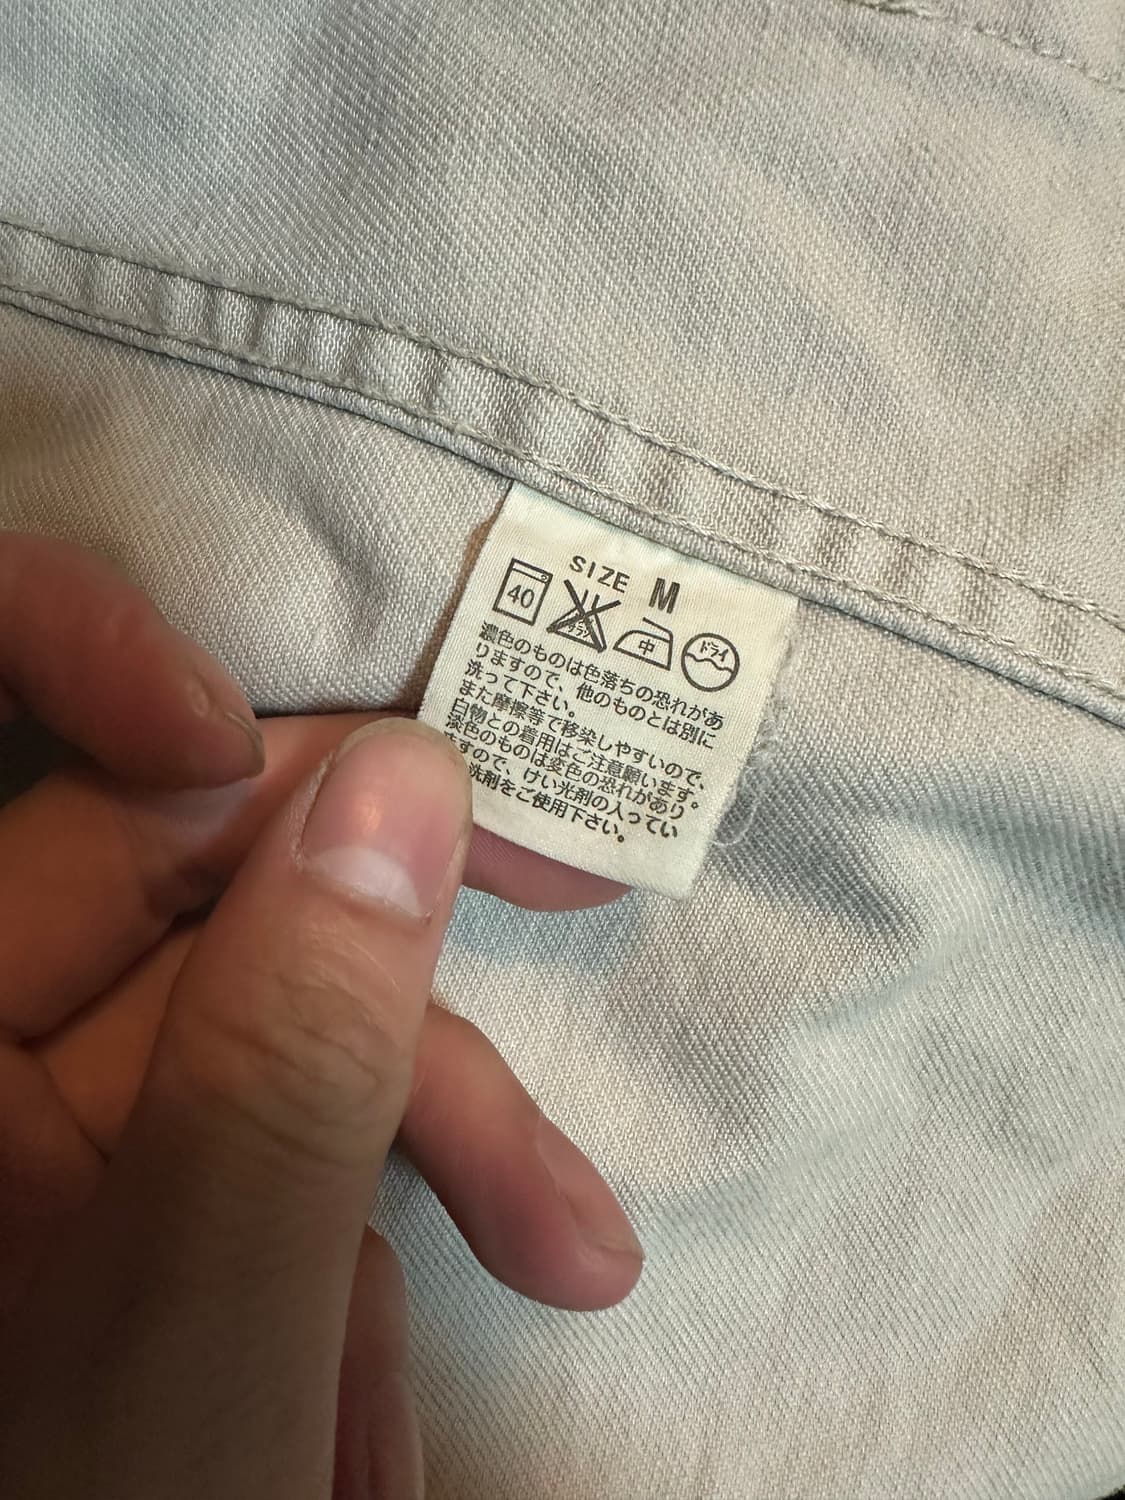 SIZE M
40 サラシ 中 ドライ
濃色のものは色落ちの恐れがあ
りますので、他のものとは別に
洗って下さい。
また摩擦等で移染しやすいので、
白物との着用はご注意願います。
淡色のものは変色の恐れがあり
ますので、けい光剤の入ってい
洗剤をご使用下さい。